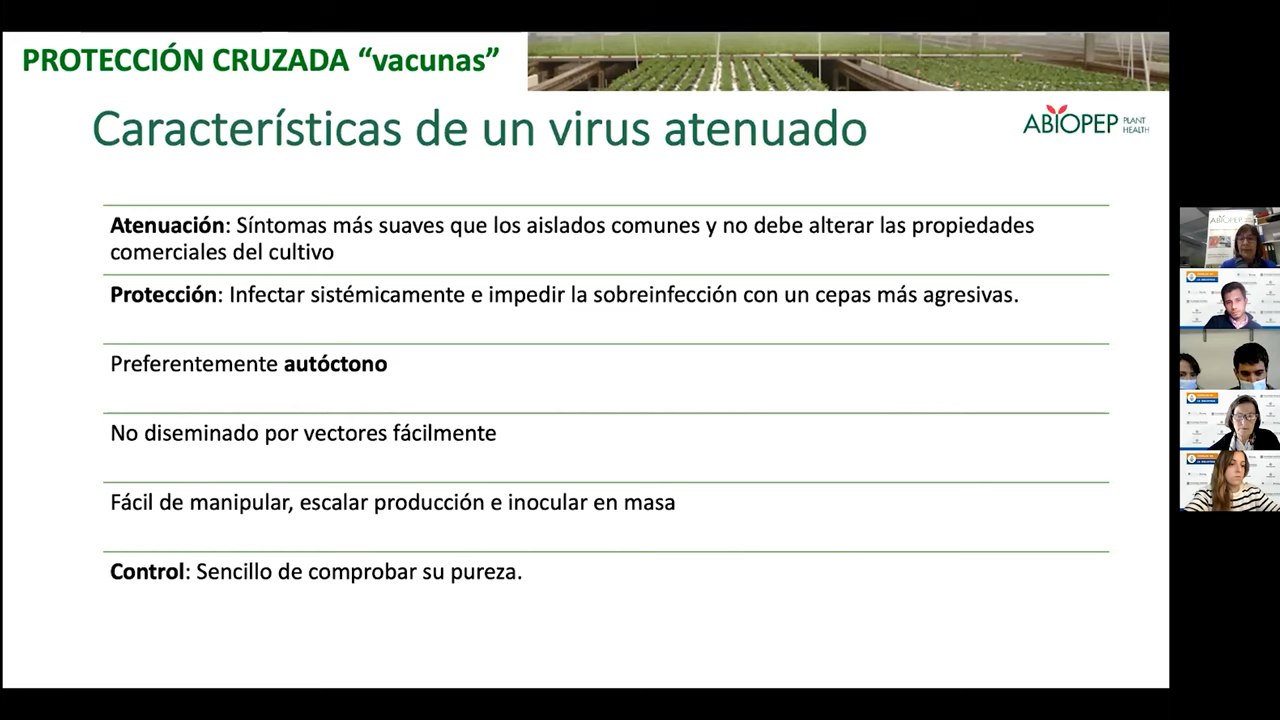 PROTECCIÓN CRUZADA “vacunas”
Características de un virus atenuado
ABIOPEP PLANT
HEALTH
Atenuación: Síntomas más suaves que los aislados comunes y no debe alterar las propiedades
comerciales del cultivo
Protección: Infectar sistémicamente e impedir la sobreinfección con un cepas más agresivas.
Preferentemente autóctono
No diseminado por vectores fácilmente
Fácil de manipular, escalar producción e inocular en masa
Control: Sencillo de comprobar su pureza.
ABIOPEP